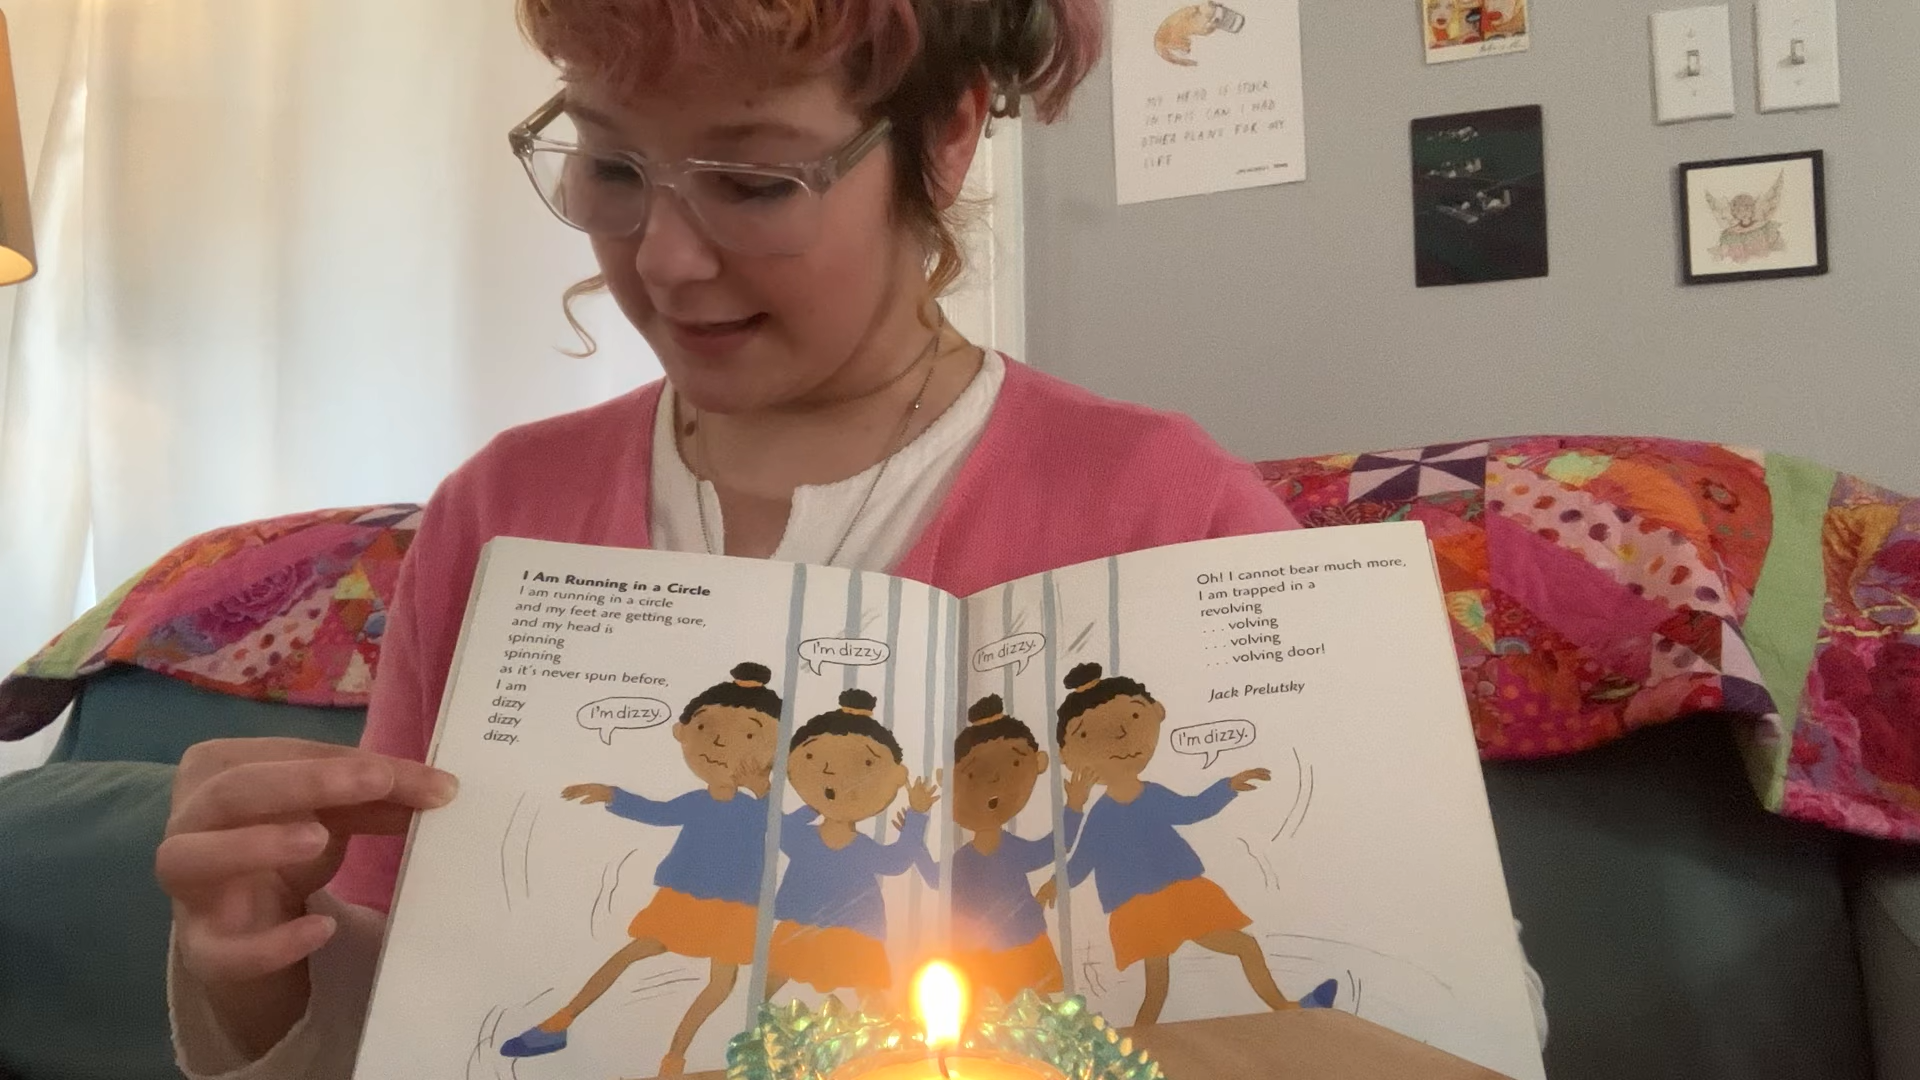 MY HEAD IS STUCK
IN THIS CAN I HAD
OTHER PLANS FOR MY
LIFE
I Am Running in a Circle
I am running in a circle
and my feet are getting sore,
and my head is
spinning
spinning
as it's never spun before,
I am
dizzy
dizzy
dizzy.
I'm dizzy.
I'm dizzy.
I'm dizzy.
I'm dizzy.
Oh! I cannot bear much more,
I am trapped in a
revolving
. . . volving
. . . volving
. . . volving door!
Jack Prelutsky